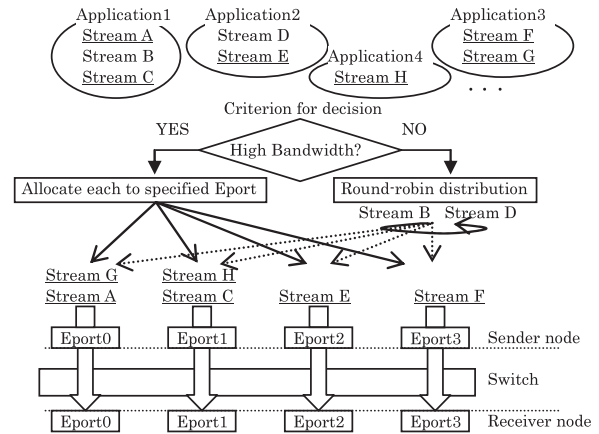 Application1
Stream A
Stream B
Stream C
Application2
Stream D
Stream E
Application4
Stream H
Application3
Stream F
Stream G
. . .
Criterion for decision
YES
High Bandwidth?
NO
Allocate each to specified Eport
Round-robin distribution
Stream B Stream D
Stream G
Stream A
Stream H
Stream C
Stream E
Stream F
Eport0 Eport1 Eport2 Eport3 Sender node
Switch
Eport0 Eport1 Eport2 Eport3 Receiver node